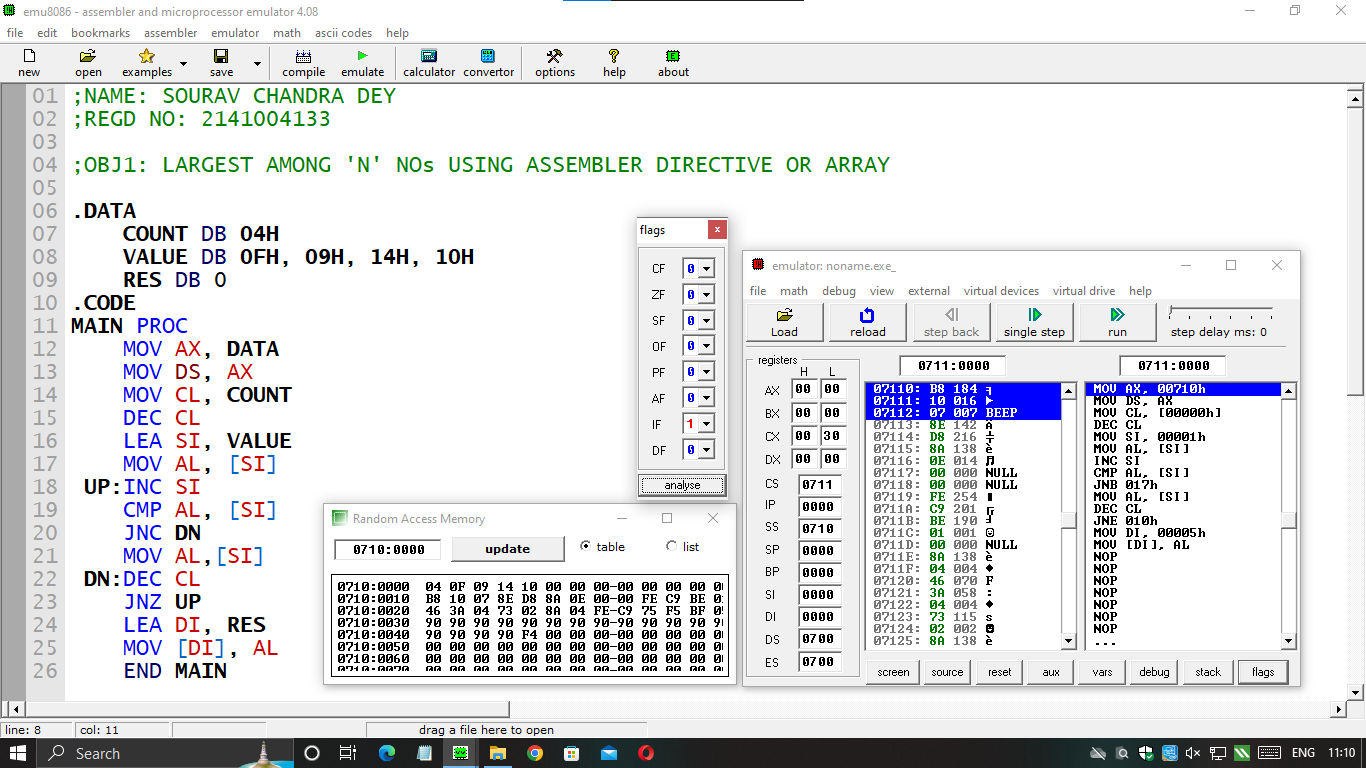 emu8086 - assembler and microprocessor emulator 4.08
file edit bookmarks assembler emulator math ascii codes help
new open examples save compile emulate calculator convertor options help about
01 ;NAME: SOURAV CHANDRA DEY
02 ;REGD NO: 2141004133
03
04 ;OBJ1: LARGEST AMONG 'N' NOs USING ASSEMBLER DIRECTIVE OR ARRAY
05
06 .DATA
07 COUNT DB 04H
08 VALUE DB 0FH, 09H, 14H, 10H
09 RES DB 0
10 .CODE
11 MAIN PROC
12 MOV AX, DATA
13 MOV DS, AX
14 MOV CL, COUNT
15 DEC CL
16 LEA SI, VALUE
17 MOV AL, [SI]
18 UP:INC SI
19 CMP AL, [SI]
20 JNC DN
21 MOV AL,[SI]
22 DN:DEC CL
23 JNZ UP
24 LEA DI, RES
25 MOV [DI], AL
26 END MAIN
flags x
CF 0
ZF 0
SF 0
OF 0
PF 0
AF 0
IF 1
DF 0
analyse
Random Access Memory
0710:0000 update table list
0710:0000 04 0F 09 14 10 00 00 00-00 00 00 00
0710:0010 B8 10 07 8E D8 8A 0E 00-00 FE C9 BE
0710:0020 46 3A 04 73 02 8A 04 FE-C9 75 F5 BF
0710:0030 90 90 90 90 90 90 90 90-90 90 90 90
0710:0040 90 90 90 90 F4 00 00 00-00 00 00 00
0710:0050 00 00 00 00 00 00 00 00-00 00 00 00
0710:0060 00 00 00 00 00 00 00 00-00 00 00 00
emulator: noname.exe_
file math debug view external virtual devices virtual drive help
Load reload step back single step run step delay ms: 0
registers
H L
AX 00 00
BX 00 00
CX 00 30
DX 00 00
CS 0711
IP 0000
SS 0710
SP 0000
BP 0000
SI 0000
DI 0000
DS 0700
ES 0700
0711:0000
07110: B8 184 ╕
07111: 10 016 ►
07112: 07 007 BEEP
07113: 8E 142 Ä
07114: D8 216 ╪
07115: 8A 138 è
07116: 0E 014 ♫
07117: 00 000 NULL
07118: 00 000 NULL
07119: FE 254 ■
0711A: C9 201 ╔
0711B: BE 190 ╛
0711C: 01 001 ☺
0711D: 00 000 NULL
0711E: 8A 138 è
0711F: 04 004 ♦
07120: 46 070 F
07121: 3A 058 :
07122: 04 004 ♦
07123: 73 115 s
07124: 02 002 ☻
07125: 8A 138 è
0711:0000
MOV AX, 00710h
MOV DS, AX
MOV CL, [00000h]
DEC CL
MOV SI, 00001h
MOV AL, [SI]
INC SI
CMP AL, [SI]
JNB 017h
MOV AL, [SI]
DEC CL
JNE 010h
MOV DI, 00005h
MOV [DI], AL
NOP
NOP
NOP
NOP
NOP
NOP
NOP
...
screen source reset aux vars debug stack flags
line: 8 col: 11 drag a file here to open
Search
ENG 11:10